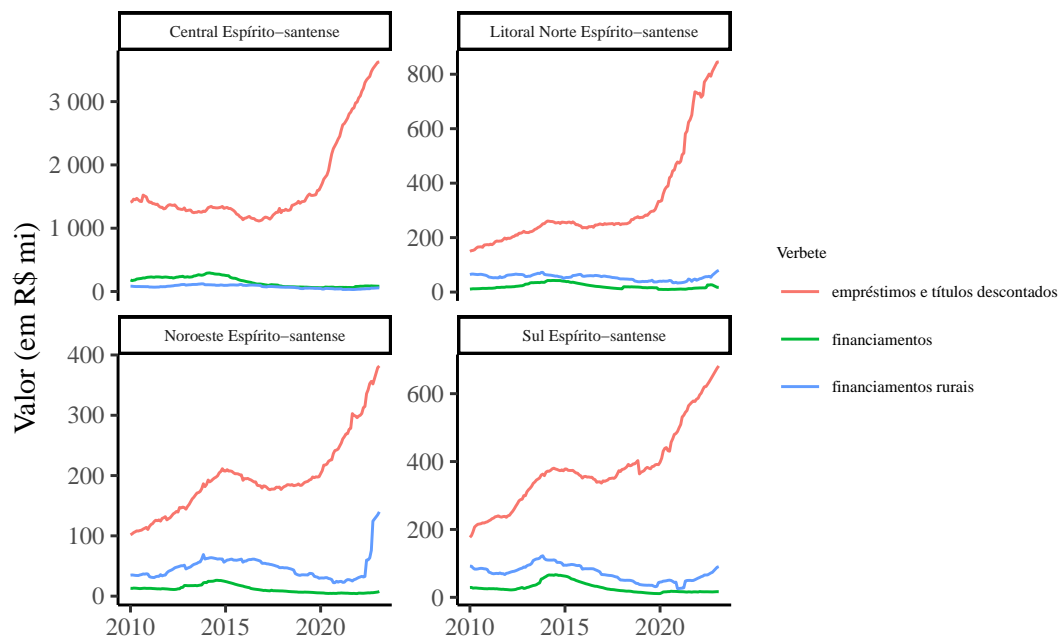 Central Espírito−santense
Litoral Norte Espírito−santense
3 000
2 000
1 000
0
800
600
400
200
0
Noroeste Espírito−santense
Sul Espírito−santense
400
300
200
100
0
600
400
200
0
2010
2015
2020
2010
2015
2020
Valor (em R$ mi)
Verbete
empréstimos e títulos descontados
financiamentos
financiamentos rurais